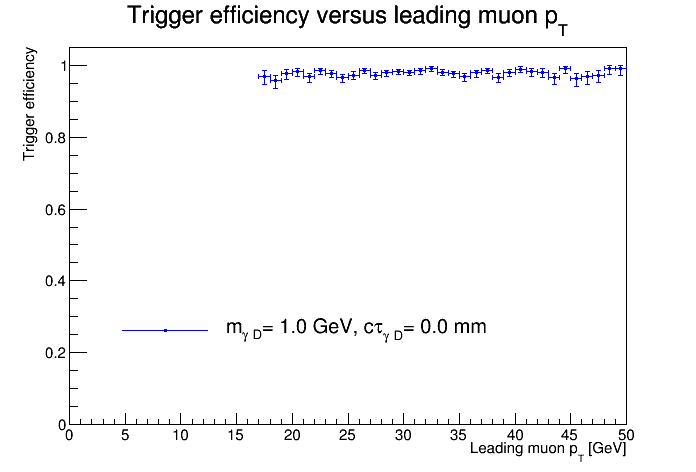 Trigger efficiency versus leading muon p_T
Trigger efficiency
1
0.8
0.6
0.4
0.2
0
m_γ D= 1.0 GeV, cτ_γ D= 0.0 mm
0 5 10 15 20 25 30 35 40 45 50
Leading muon p_T [GeV]